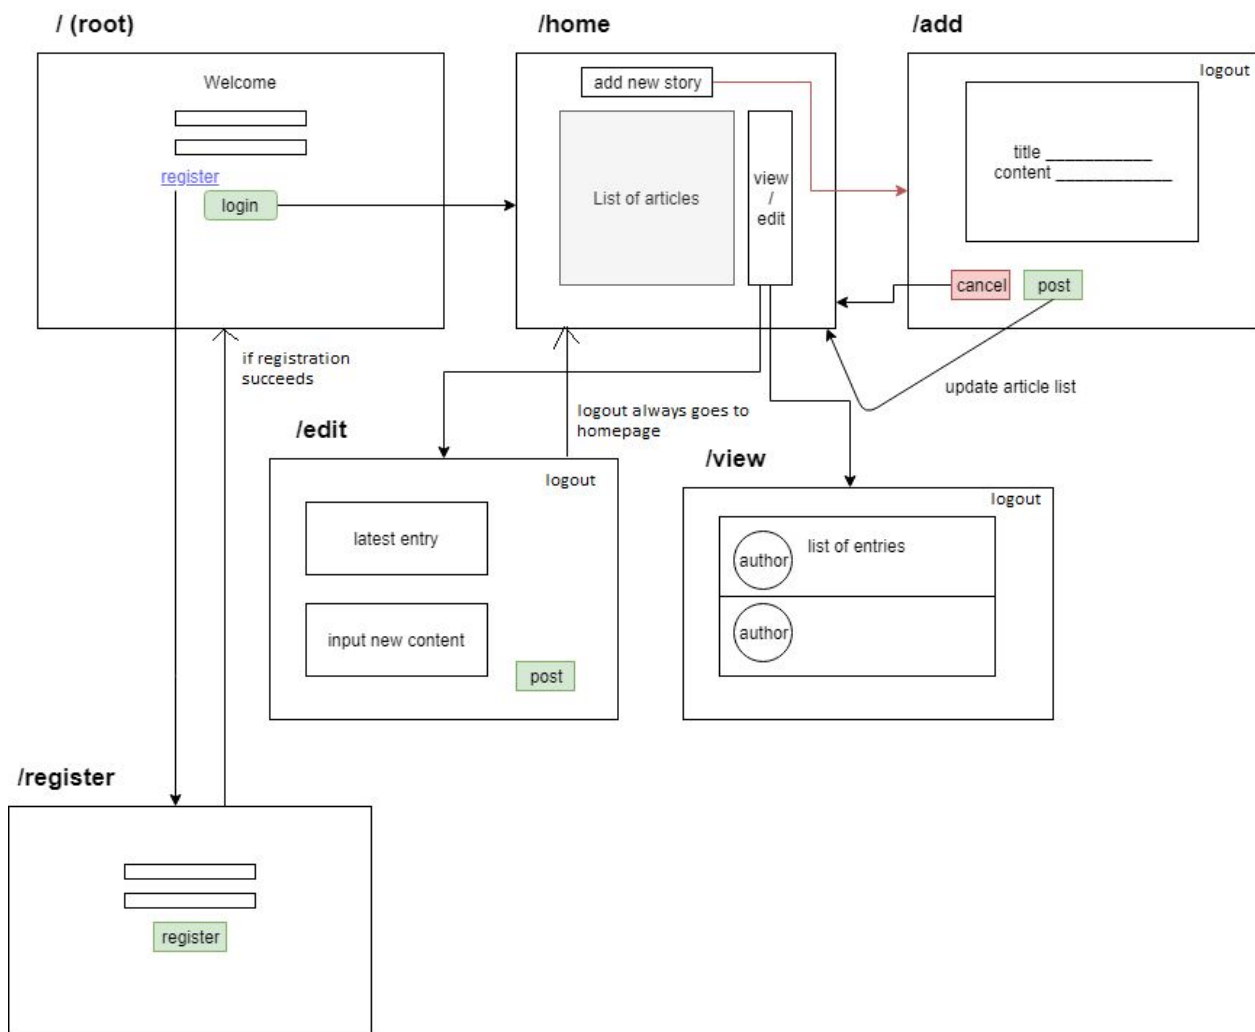 / (root)
Welcome
register
login
/home
add new story
List of articles
view
/
edit
/add
logout
title ___________
content ____________
cancel
post
if registration
succeeds
logout always goes to
homepage
update article list
/edit
logout
latest entry
input new content
post
/view
logout
author
list of entries
author
/register
register